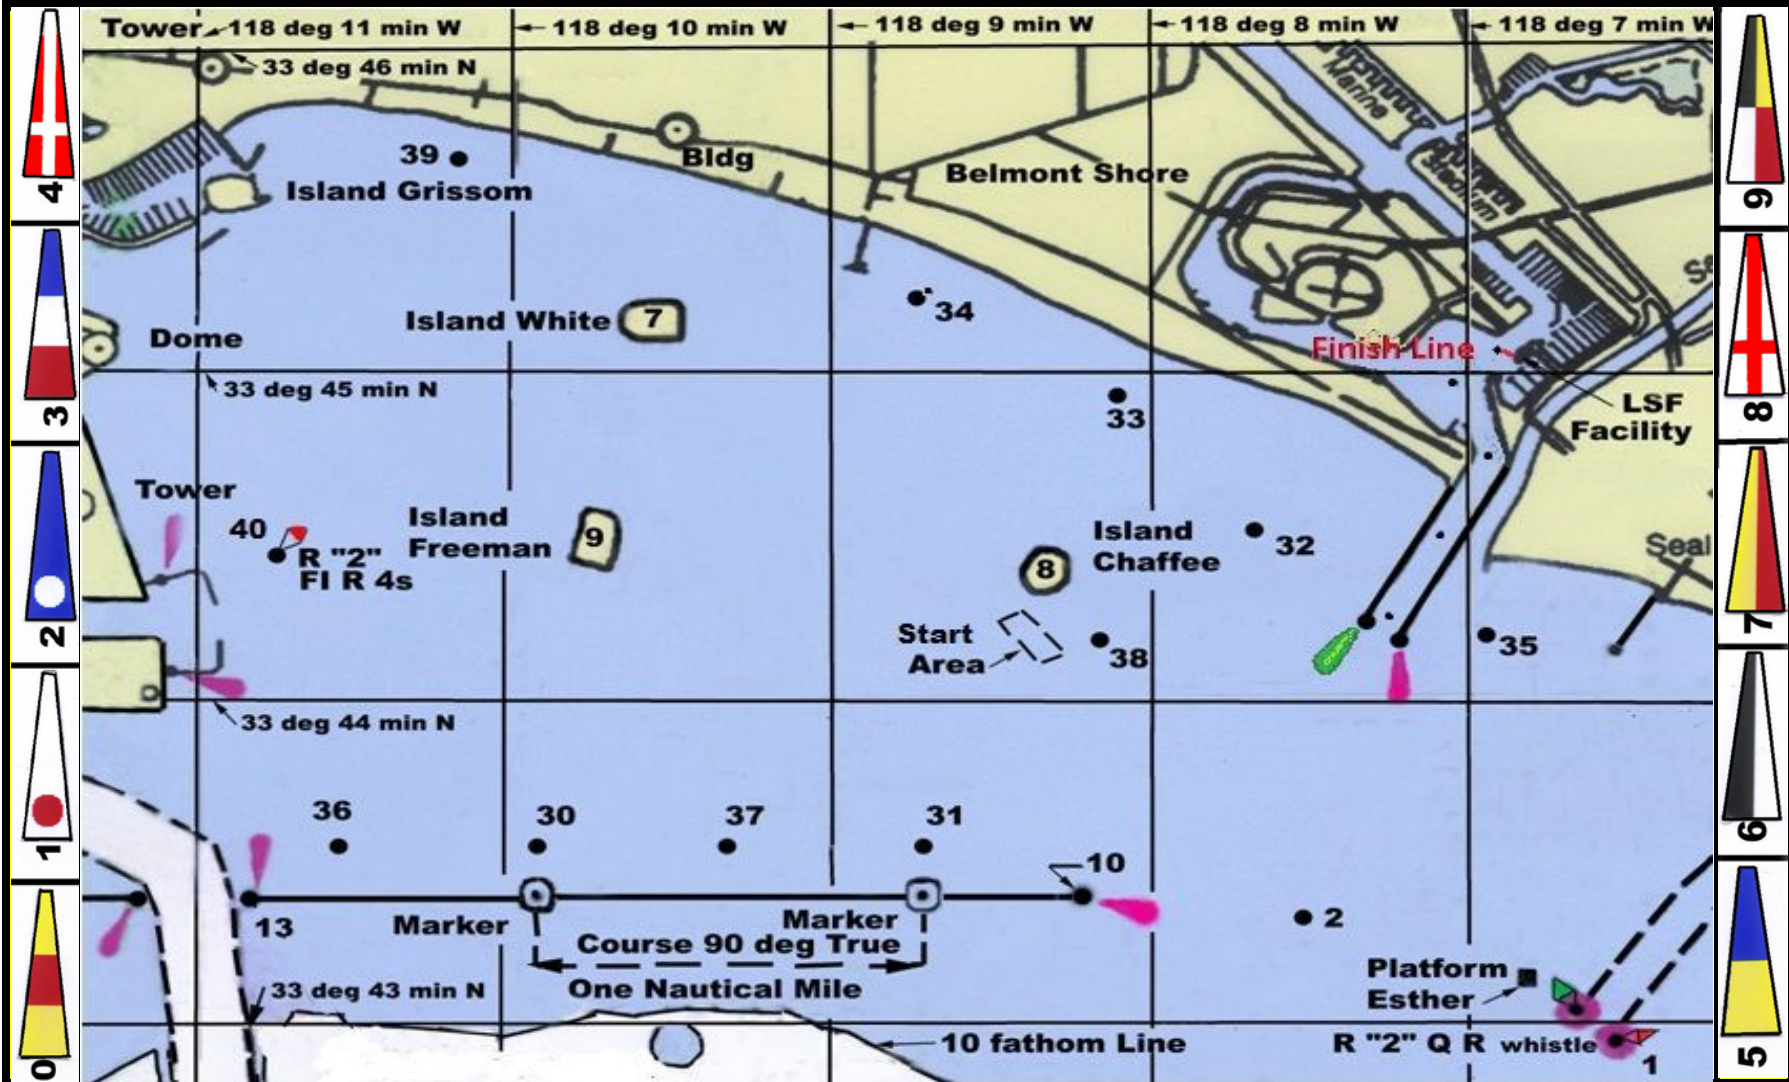 Tower 118 deg 11 min W 118 deg 10 min W 118 deg 9 min W 118 deg 8 min W 118 deg 7 min W
33 deg 46 min N
Marine
39
Bldg
Island Grissom
Belmont Shore
Stadium
34
Island White 7
Dome
Finish Line
33 deg 45 min N
33
LSF
Facility
Tower
40
R "2"
Fl R 4s
Island
Freeman
9
Island
Chaffee
8
32
Seal
Start
Area
38
35
33 deg 44 min N
36
30
37
31
10
13
Marker
Marker
2
Course 90 deg True
One Nautical Mile
Platform
Esther
33 deg 43 min N
10 fathom Line
R "2" Q R whistle
1
4
3
2
1
0
9
8
7
6
5